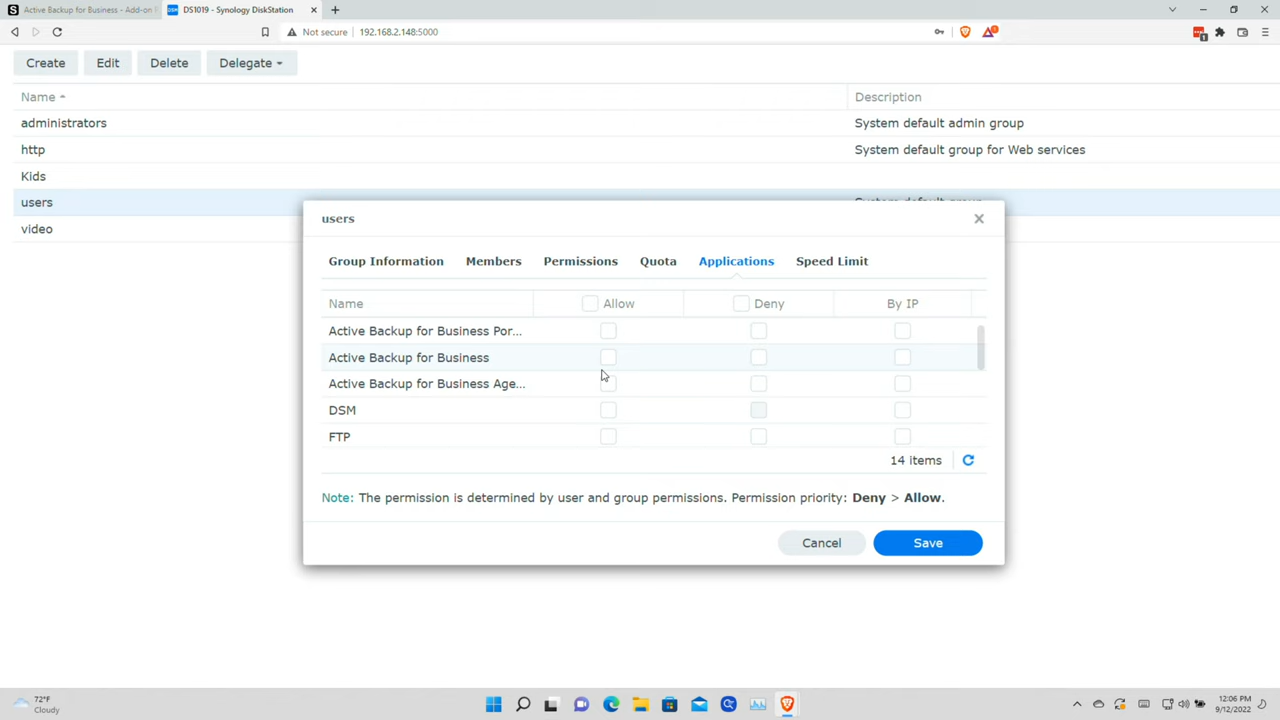 Active Backup for Business - Add-on P
DS1019 - Synology DiskStation
Not secure 192.168.2.148:5000
Create Edit Delete Delegate
Name Description
administrators System default admin group
http System default group for Web services
Kids
users
video
users
Group Information Members Permissions Quota Applications Speed Limit
Name Allow Deny By IP
Active Backup for Business Por...
Active Backup for Business
Active Backup for Business Age...
DSM
FTP
14 items
Note: The permission is determined by user and group permissions. Permission priority: Deny > Allow.
Cancel Save
72°F
Cloudy
12:06 PM
9/12/2022